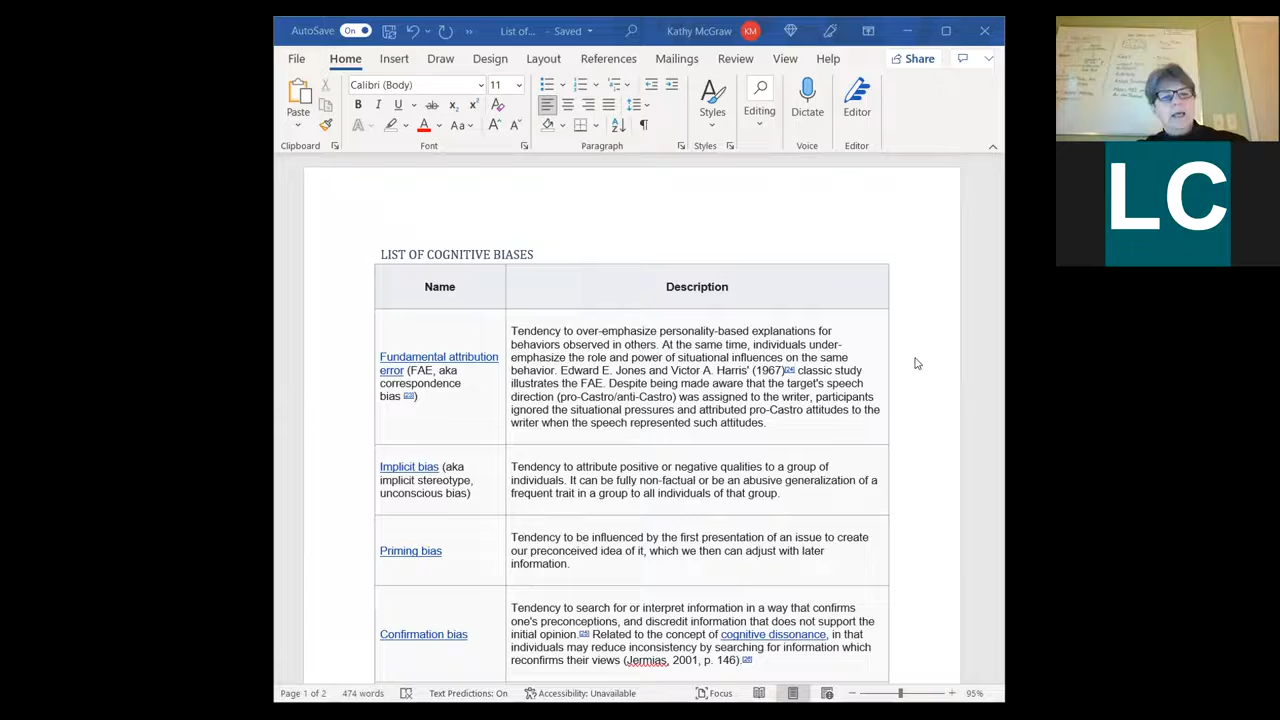 AutoSave On List of... - Saved Kathy McGraw KM
File Home Insert Draw Design Layout References Mailings Review View Help Share
Calibri (Body) 11
Paste Styles Editing Dictate Editor
Clipboard Font Paragraph Styles Voice Editor
LIST OF COGNITIVE BIASES
Name Description
Fundamental attribution
error (FAE, aka
correspondence
bias [23])
Tendency to over-emphasize personality-based explanations for
behaviors observed in others. At the same time, individuals under-
emphasize the role and power of situational influences on the same
behavior. Edward E. Jones and Victor A. Harris' (1967)[24] classic study
illustrates the FAE. Despite being made aware that the target's speech
direction (pro-Castro/anti-Castro) was assigned to the writer, participants
ignored the situational pressures and attributed pro-Castro attitudes to the
writer when the speech represented such attitudes.
Implicit bias (aka
implicit stereotype,
unconscious bias)
Tendency to attribute positive or negative qualities to a group of
individuals. It can be fully non-factual or be an abusive generalization of a
frequent trait in a group to all individuals of that group.
Priming bias
Tendency to be influenced by the first presentation of an issue to create
our preconceived idea of it, which we then can adjust with later
information.
Confirmation bias
Tendency to search for or interpret information in a way that confirms
one's preconceptions, and discredit information that does not support the
initial opinion.[25] Related to the concept of cognitive dissonance, in that
individuals may reduce inconsistency by searching for information which
reconfirms their views (Jermias, 2001, p. 146).[26]
Page 1 of 2 474 words Text Predictions: On Accessibility: Unavailable Focus 95%
LC